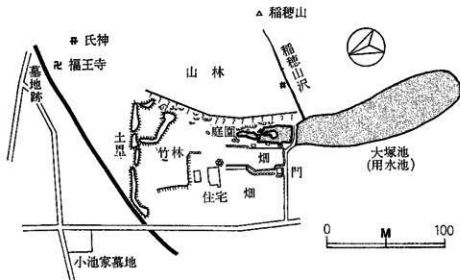 稲穂山
氏神
福王寺
墓地跡
山林
稲穂山沢
土塁
竹林
庭園
畑
大塚池
(用水池)
門
住宅
畑
小池家墓地
0 M 100